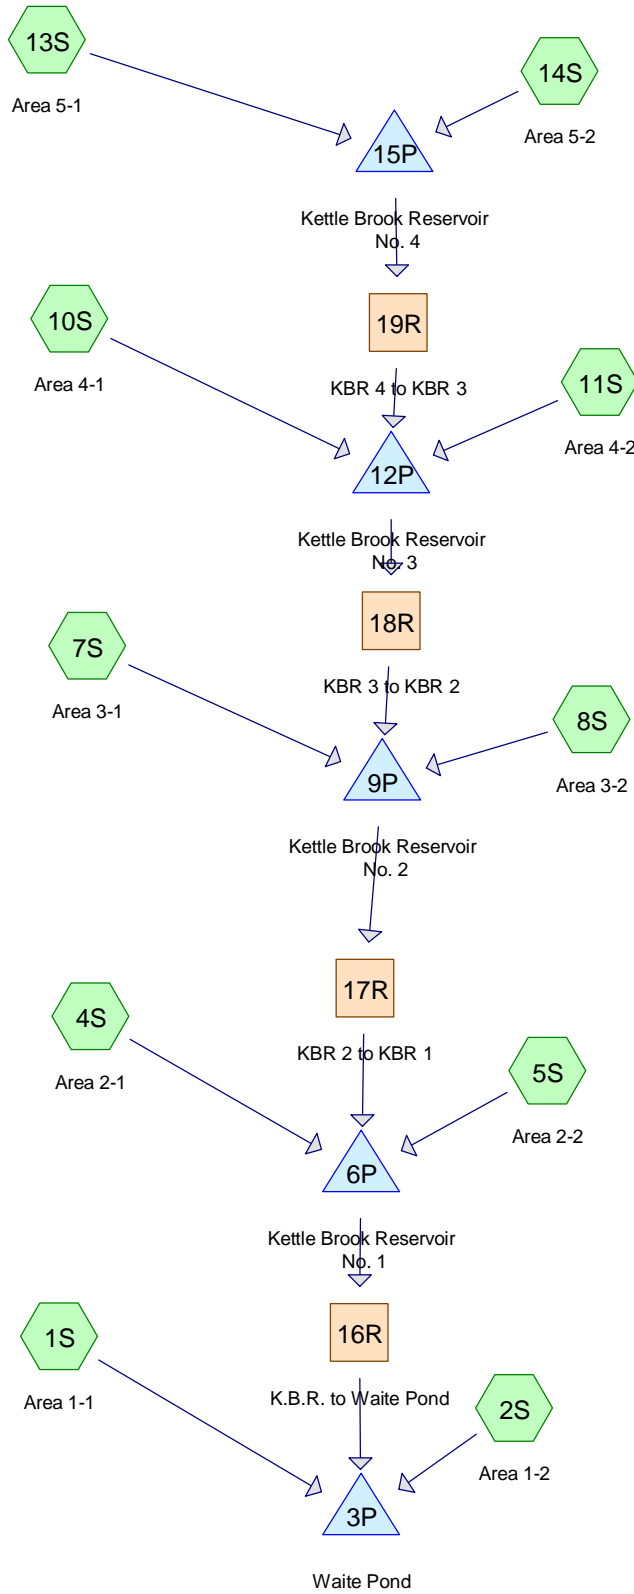 13S
Area 5-1
14S
Area 5-2
15P
Kettle Brook Reservoir
No. 4
19R
KBR 4 to KBR 3
10S
Area 4-1
11S
Area 4-2
12P
Kettle Brook Reservoir
No. 3
18R
KBR 3 to KBR 2
7S
Area 3-1
8S
Area 3-2
9P
Kettle Brook Reservoir
No. 2
17R
KBR 2 to KBR 1
4S
Area 2-1
5S
Area 2-2
6P
Kettle Brook Reservoir
No. 1
16R
K.B.R. to Waite Pond
1S
Area 1-1
2S
Area 1-2
3P
Waite Pond